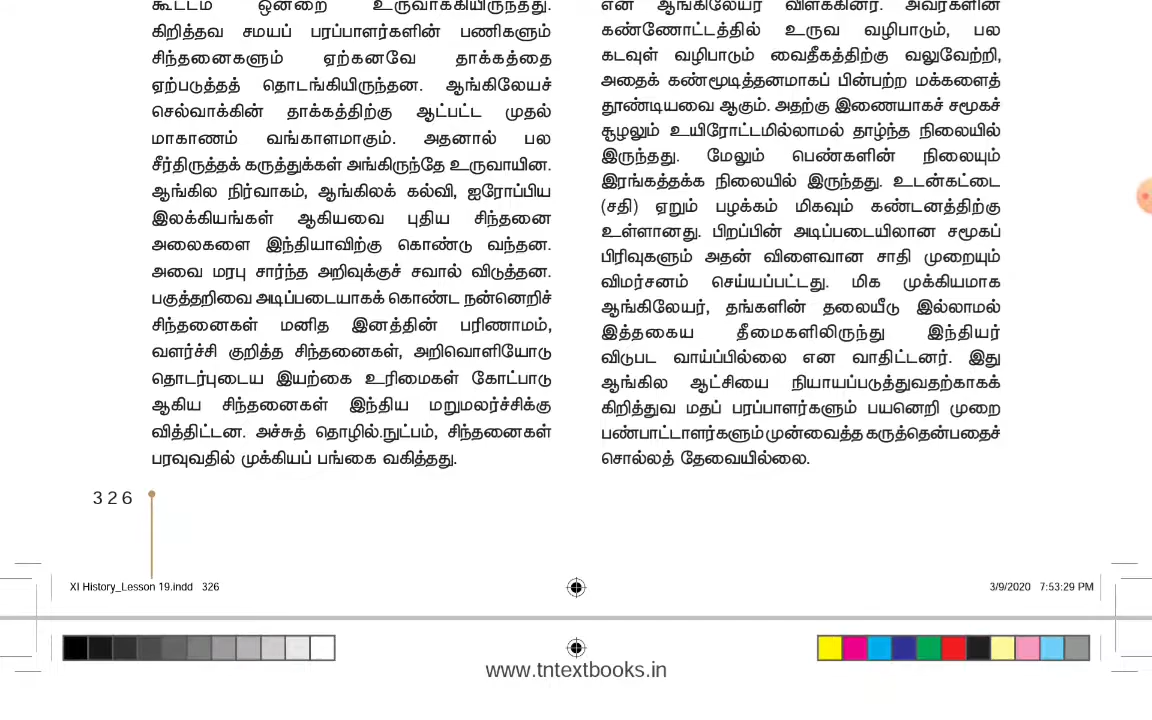 கூட்டம் ஒன்றை உருவாக்கியிருந்தது.
கிறித்தவ சமயப் பரப்பாளர்களின் பணிகளும்
சிந்தனைகளும் ஏற்கனவே தாக்கத்தை
ஏற்படுத்தத் தொடங்கியிருந்தன. ஆங்கிலேயச்
செல்வாக்கின் தாக்கத்திற்கு ஆட்பட்ட முதல்
மாகாணம் வங்காளமாகும். அதனால் பல
சீர்திருத்தக் கருத்துக்கள் அங்கிருந்தே உருவாயின.
ஆங்கில நிர்வாகம், ஆங்கிலக் கல்வி, ஐரோப்பிய
இலக்கியங்கள் ஆகியவை புதிய சிந்தனை
அலைகளை இந்தியாவிற்கு கொண்டு வந்தன.
அவை மரபு சார்ந்த அறிவுக்குச் சவால் விடுத்தன.
பகுத்தறிவை அடிப்படையாகக் கொண்ட நன்னெறிச்
சிந்தனைகள் மனித இனத்தின் பரிணாமம்,
வளர்ச்சி குறித்த சிந்தனைகள், அறிவொளியோடு
தொடர்புடைய இயற்கை உரிமைகள் கோட்பாடு
ஆகிய சிந்தனைகள் இந்திய மறுமலர்ச்சிக்கு
வித்திட்டன. அச்சுத் தொழில்.நுட்பம், சிந்தனைகள்
பரவுவதில் முக்கியப் பங்கை வகித்தது.
என ஆங்கிலேயர் விளக்கினர். அவர்களின்
கண்ணோட்டத்தில் உருவ வழிபாடும், பல
கடவுள் வழிபாடும் வைதீகத்திற்கு வலுவேற்றி,
அதைக் கண்மூடித்தனமாகப் பின்பற்ற மக்களைத்
தூண்டியவை ஆகும். அதற்கு இணையாகச் சமூகச்
சூழலும் உயிரோட்டமில்லாமல் தாழ்ந்த நிலையில்
இருந்தது. மேலும் பெண்களின் நிலையும்
இரங்கத்தக்க நிலையில் இருந்தது. உடன்கட்டை
(சதி) ஏறும் பழக்கம் மிகவும் கண்டனத்திற்கு
உள்ளானது. பிறப்பின் அடிப்படையிலான சமூகப்
பிரிவுகளும் அதன் விளைவான சாதி முறையும்
விமர்சனம் செய்யப்பட்டது. மிக முக்கியமாக
ஆங்கிலேயர், தங்களின் தலையீடு இல்லாமல்
இத்தகைய தீமைகளிலிருந்து இந்தியர்
விடுபட வாய்ப்பில்லை என வாதிட்டனர். இது
ஆங்கில ஆட்சியை நியாயப்படுத்துவதற்காகக்
கிறித்துவ மதப் பரப்பாளர்களும் பயனெறி முறை
பண்பாட்டாளர்களும் முன்வைத்த கருத்தென்பதைச்
சொல்லத் தேவையில்லை.
326
XI History_Lesson 19.indd 326
3/9/2020 7:53:29 PM
www.tntextbooks.in